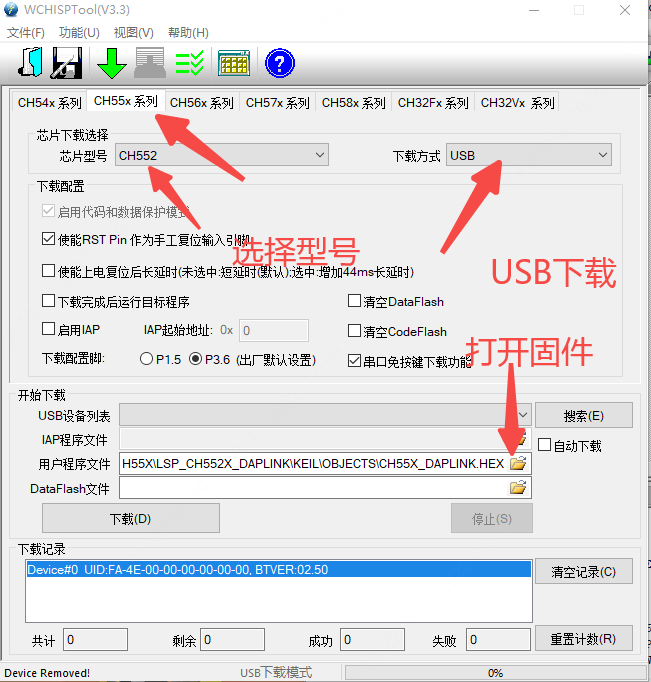 WCHISPTool(V3.3)
文件(F) 功能(U) 视图(V) 帮助(H)
CH54x 系列 CH55x 系列 CH56x 系列 CH57x 系列 CH58x 系列 CH32Fx 系列 CH32Vx 系列
芯片下载选择
芯片型号 CH552 下载方式 USB
下载配置
启用代码和数据保护模式
使能RST Pin 作为手工复位输入引脚
选择型号
使能上电复位后长延时(未选中:短延时(默认);选中:增加44ms长延时)
USB下载
下载完成后运行目标程序 清空DataFlash
启用IAP IAP起始地址: 0x 0 清空CodeFlash
下载配置脚: P1.5 P3.6 (出厂默认设置) 串口免按键下载功能
打开固件
开始下载
USB设备列表 搜索(E)
IAP程序文件 自动下载
用户程序文件 H55X\LSP_CH552X_DAPLINK\KEIL\OBJECTS\CH55X_DAPLINK.HEX
DataFlash文件
下载(D) 停止(S)
下载记录
Device#0 UID:FA-4E-00-00-00-00-00-00, BTVER:02.50
清空记录(C)
共计 0 剩余 0 成功 0 失败 0 重置计数(R)
Device Removed! USB下载模式 0%